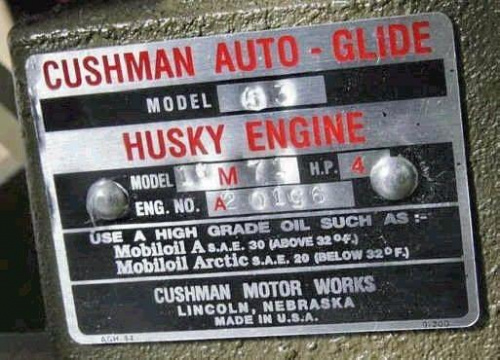 CUSHMAN AUTO - GLIDE
MODEL 53
HUSKY ENGINE
MODEL M H.P. 4
ENG. NO. A
USE A HIGH GRADE OIL SUCH AS :-
Mobiloil A S.A.E. 30 (ABOVE 32°F.)
Mobiloil Arctic S.A.E. 20 (BELOW 32°F.)
CUSHMAN MOTOR WORKS
LINCOLN, NEBRASKA
MADE IN U.S.A.